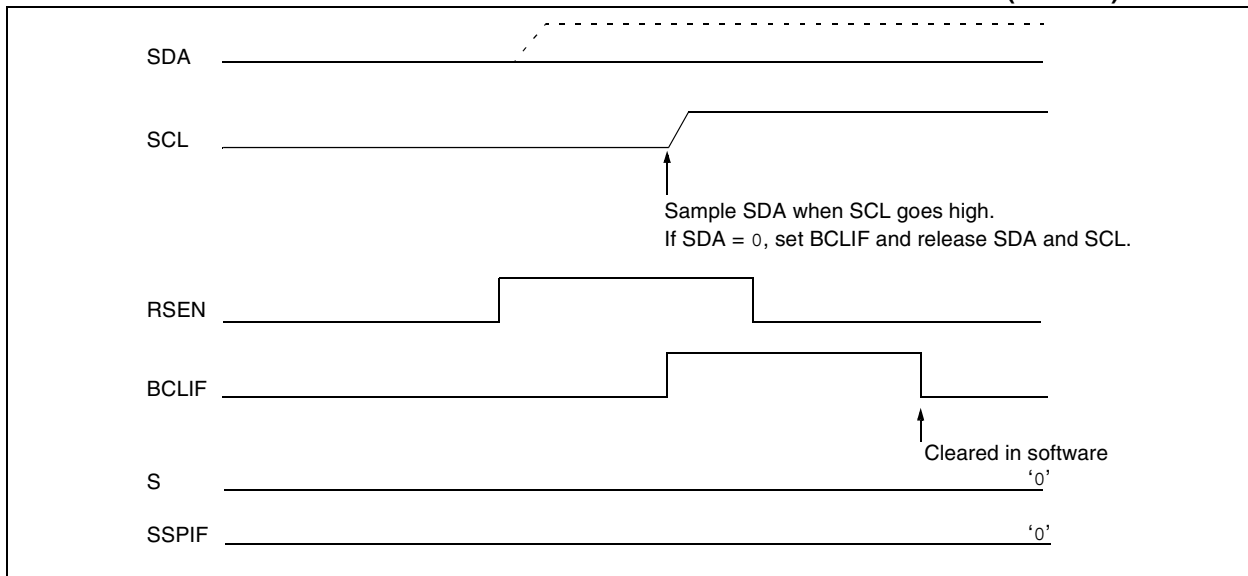 SDA
SCL
Sample SDA when SCL goes high.
If SDA = 0, set BCLIF and release SDA and SCL.
RSEN
BCLIF
Cleared in software
S
‘0’
SSPIF
‘0’